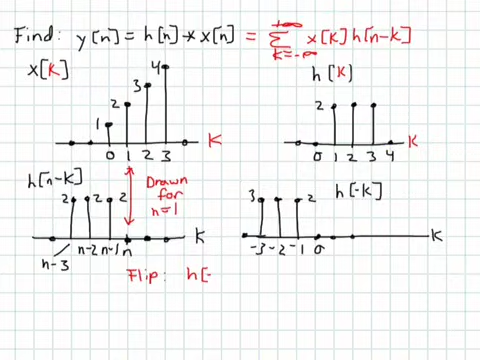 Find: y[n] = h[n] * x[n] = +∞ Σ k=-∞ x[k] h[n-k]
x[k]
h[k]
1 2 3 4
0 1 2 3 k
2
0 1 2 3 4 k
h[n-k]
2 2 2
n-3 n-2 n-1 n k
Drawn
for
n=1
h[-k]
3 2
-3 -2 -1 0 k
Flip: h[-